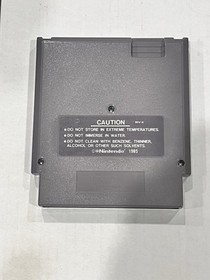 CAUTION
●DO NOT STORE IN EXTREME TEMPERATURES.
●DO NOT IMMERSE IN WATER.
●DO NOT CLEAN WITH BENZENE, THINNER,
ALCOHOL OR OTHER SUCH SOLVENTS.
©Nintendo® 1985